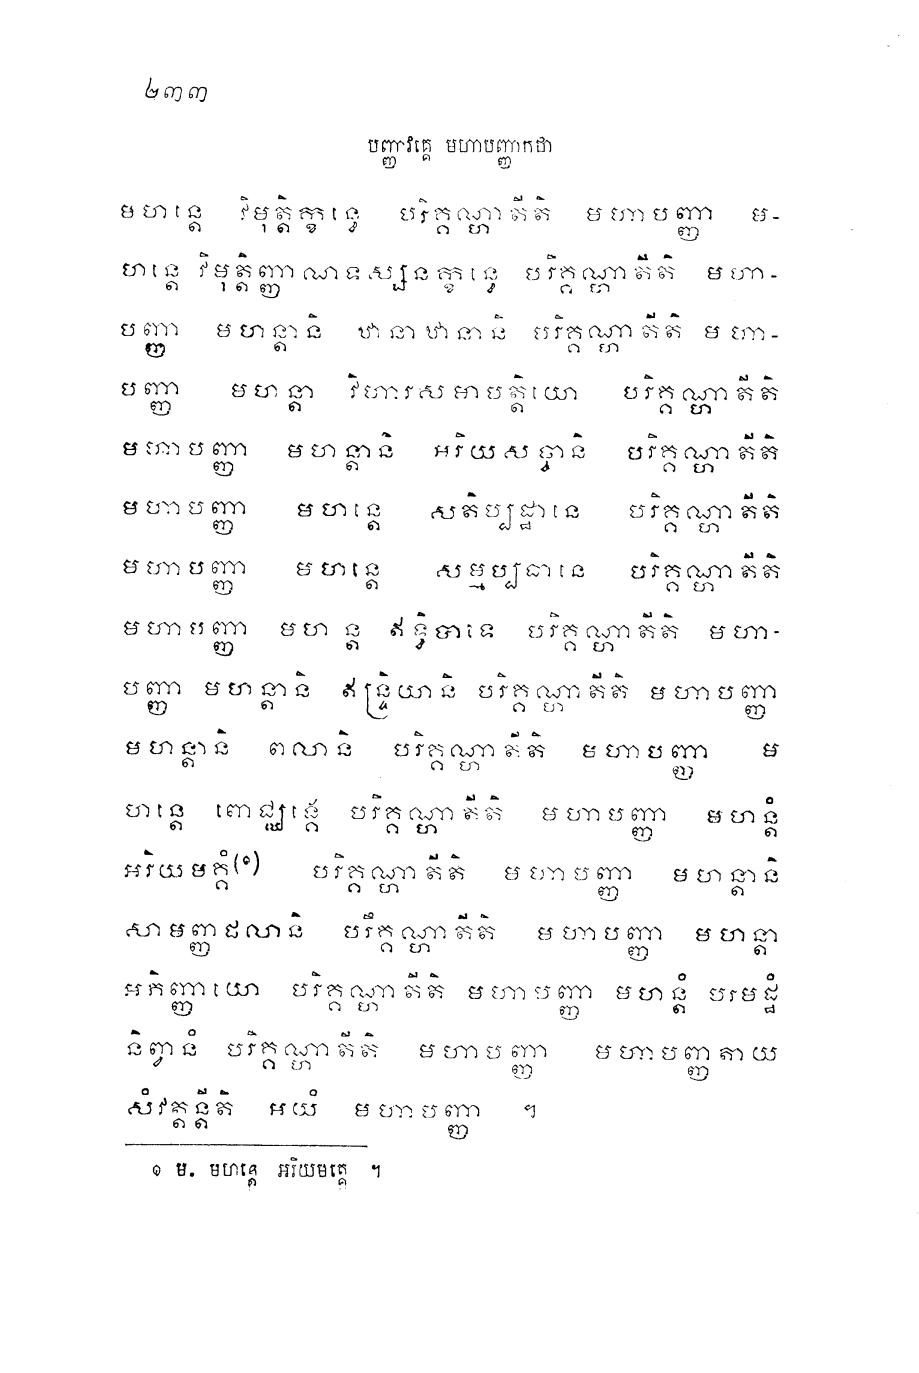 ២៣៣
បញ្ញាវគ្គេ មហាបញ្ញាកថា
មហន្តេ វិមុត្តិក្ខន្ធេ បរិគ្គណ្ហាតីតិ មហាបញ្ញា ម-
ហន្តេ វិមុត្តិញ្ញាណទស្សនក្ខន្ធេ បរិគ្គណ្ហាតីតិ មហា-
បញ្ញា មហន្តានិ ឋានាឋានានិ បរិគ្គណ្ហាតីតិ មហា-
បញ្ញា មហន្តា វិហារសមាបត្តិយោ បរិគ្គណ្ហាតីតិ
មហាបញ្ញា មហន្តានិ អរិយសច្ចានិ បរិគ្គណ្ហាតីតិ
មហាបញ្ញា មហន្តេ សតិប្បដ្ឋានេ បរិគ្គណ្ហាតីតិ
មហាបញ្ញា មហន្តេ សម្មប្បធានេ បរិគ្គណ្ហាតីតិ
មហាបញ្ញា មហន្ត ឥទ្ធិបាទេ បរិគ្គណ្ហាតីតិ មហា-
បញ្ញា មហន្តានិ ឥន្ទ្រិយានិ បរិគ្គណ្ហាតីតិ មហាបញ្ញា
មហន្តានិ ពលានិ បរិគ្គណ្ហាតីតិ មហាបញ្ញា ម
ហន្តេ ពោជ្ឈង្គេ បរិគ្គណ្ហាតីតិ មហាបញ្ញា មហន្តំ
អរិយមគ្គំ(១) បរិគ្គណ្ហាតីតិ មហាបញ្ញា មហន្តានិ
សាមញ្ញផលានិ បរឹគ្គណ្ហាតីតិ មហាបញ្ញា មហន្តា
អភិញ្ញាយោ បរិគ្គណ្ហាតីតិ មហាបញ្ញា មហន្តំ បរមដ្ឋំ
និព្វានំ បរិគ្គណ្ហាតីតិ មហាបញ្ញា មហាបញ្ញតាយ
សំវត្តន្តីតិ អយំ មហាបញ្ញា ។
១ ម. មហន្តេ អរិយមគ្គេ ។